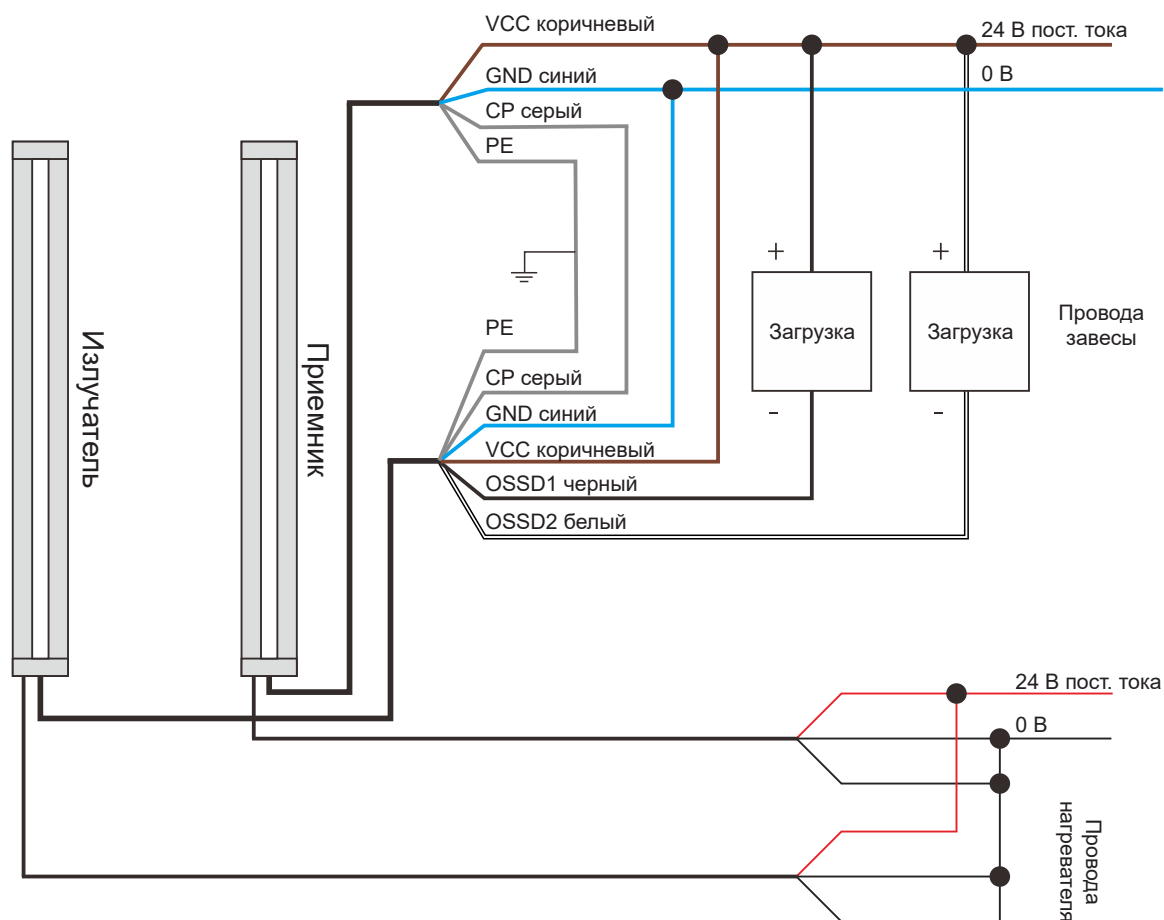 VCC коричневый
24 В пост. тока
GND синий
0 В
CP серый
PE
+
+
Излучатель
Приемник
Загрузка
Загрузка
Провода
завесы
PE
CP серый
-
-
GND синий
VCC коричневый
OSSD1 черный
OSSD2 белый
24 В пост. тока
0 В
Провода
нагревателя